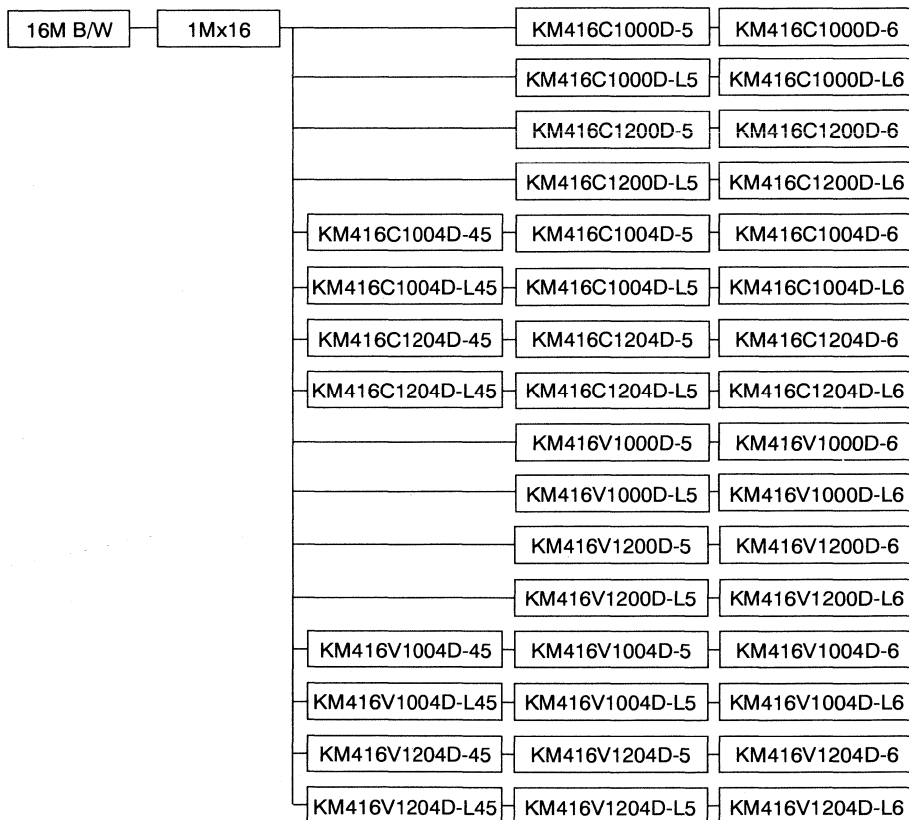 16M B/W 1Mx16 KM416C1000D-5 KM416C1000D-6
KM416C1000D-L5 KM416C1000D-L6
KM416C1200D-5 KM416C1200D-6
KM416C1200D-L5 KM416C1200D-L6
KM416C1004D-45 KM416C1004D-5 KM416C1004D-6
KM416C1004D-L45 KM416C1004D-L5 KM416C1004D-L6
KM416C1204D-45 KM416C1204D-5 KM416C1204D-6
KM416C1204D-L45 KM416C1204D-L5 KM416C1204D-L6
KM416V1000D-5 KM416V1000D-6
KM416V1000D-L5 KM416V1000D-L6
KM416V1200D-5 KM416V1200D-6
KM416V1200D-L5 KM416V1200D-L6
KM416V1004D-45 KM416V1004D-5 KM416V1004D-6
KM416V1004D-L45 KM416V1004D-L5 KM416V1004D-L6
KM416V1204D-45 KM416V1204D-5 KM416V1204D-6
KM416V1204D-L45 KM416V1204D-L5 KM416V1204D-L6